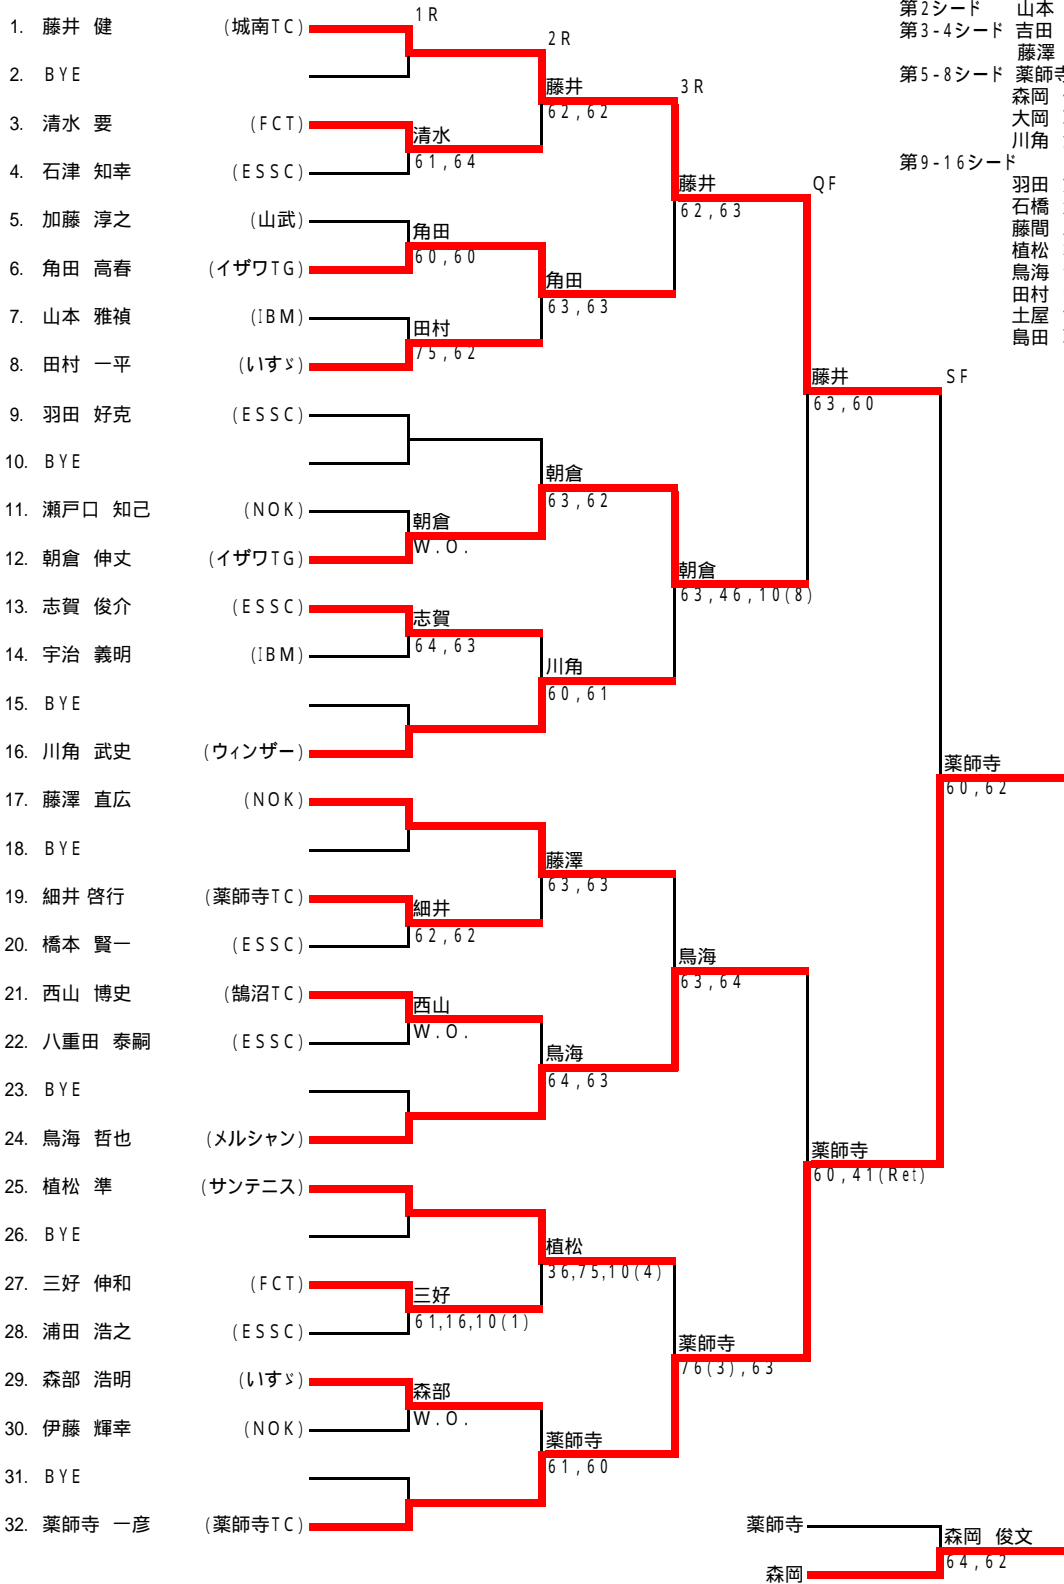 1R
2R
3R
QF
SF
1. 藤井 健 (城南TC)
2. BYE
3. 清水 要 (FCT)
4. 石津 知幸 (ESSC)
5. 加藤 淳之 (山武)
6. 角田 高春 (イザワTG)
7. 山本 雅禎 (IBM)
8. 田村 一平 (いすゞ)
9. 羽田 好克 (ESSC)
10. BYE
11. 瀬戸口 知己 (NOK)
12. 朝倉 伸丈 (イザワTG)
13. 志賀 俊介 (ESSC)
14. 宇治 義明 (IBM)
15. BYE
16. 川角 武史 (ウィンザー)
17. 藤澤 直広 (NOK)
18. BYE
19. 細井 啓行 (薬師寺TC)
20. 橋本 賢一 (ESSC)
21. 西山 博史 (鵠沼TC)
22. 八重田 泰嗣 (ESSC)
23. BYE
24. 鳥海 哲也 (メルシャン)
25. 植松 準 (サンテニス)
26. BYE
27. 三好 伸和 (FCT)
28. 浦田 浩之 (ESSC)
29. 森部 浩明 (いすゞ)
30. 伊藤 輝幸 (NOK)
31. BYE
32. 薬師寺 一彦 (薬師寺TC)
清水
61,64
角田
60,60
田村
75,62
朝倉
W.O.
志賀
64,63
細井
62,62
西山
W.O.
三好
61,16,10(1)
森部
W.O.
藤井
62,62
角田
63,63
朝倉
63,62
川角
60,61
藤澤
63,63
鳥海
64,63
植松
36,75,10(4)
薬師寺
61,60
藤井
62,63
朝倉
63,46,10(8)
鳥海
63,64
薬師寺
76(3),63
藤井
63,60
薬師寺
60,41(Ret)
薬師寺
60,62
第2シード 山本
第3-4シード 吉田
藤澤
第5-8シード 薬師寺
森岡
大岡
川角
第9-16シード
羽田
石橋
藤間
植松
鳥海
田村
土屋
島田
薬師寺
森岡
森岡 俊文
64,62